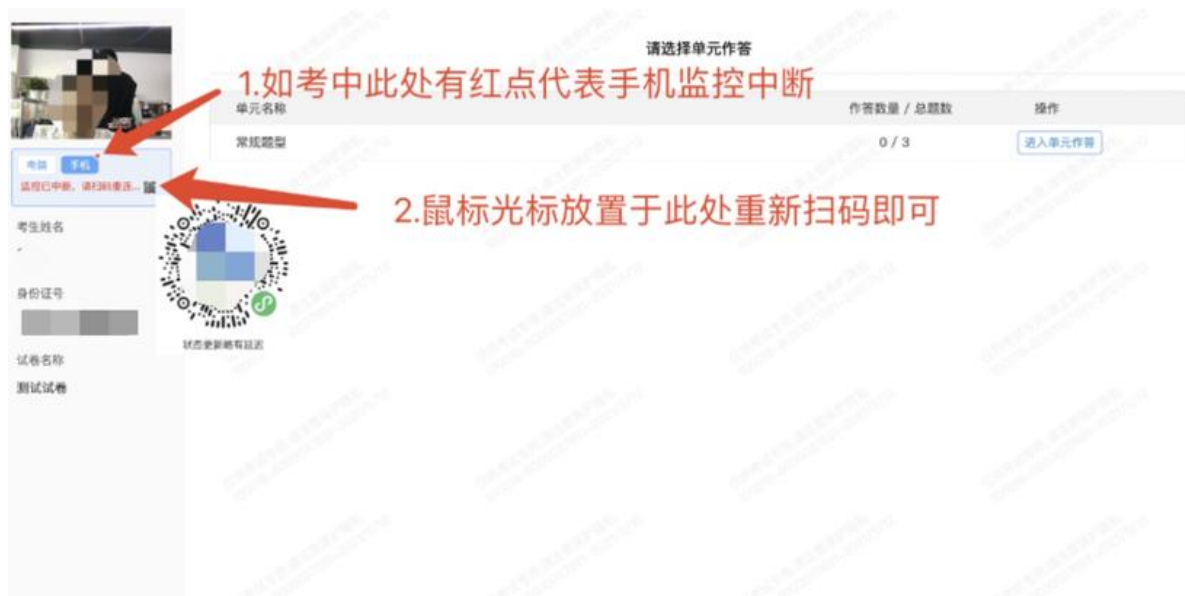 请选择单元作答
1.如考中此处有红点代表手机监控中断
单元名称
作答数量 / 总题数
操作
常规题型
0 / 3
进入单元作答
电脑
手机
监控已中断，请扫码重连...
2.鼠标光标放置于此处重新扫码即可
考生姓名
身份证号
状态更新略有延迟
试卷名称
测试试卷